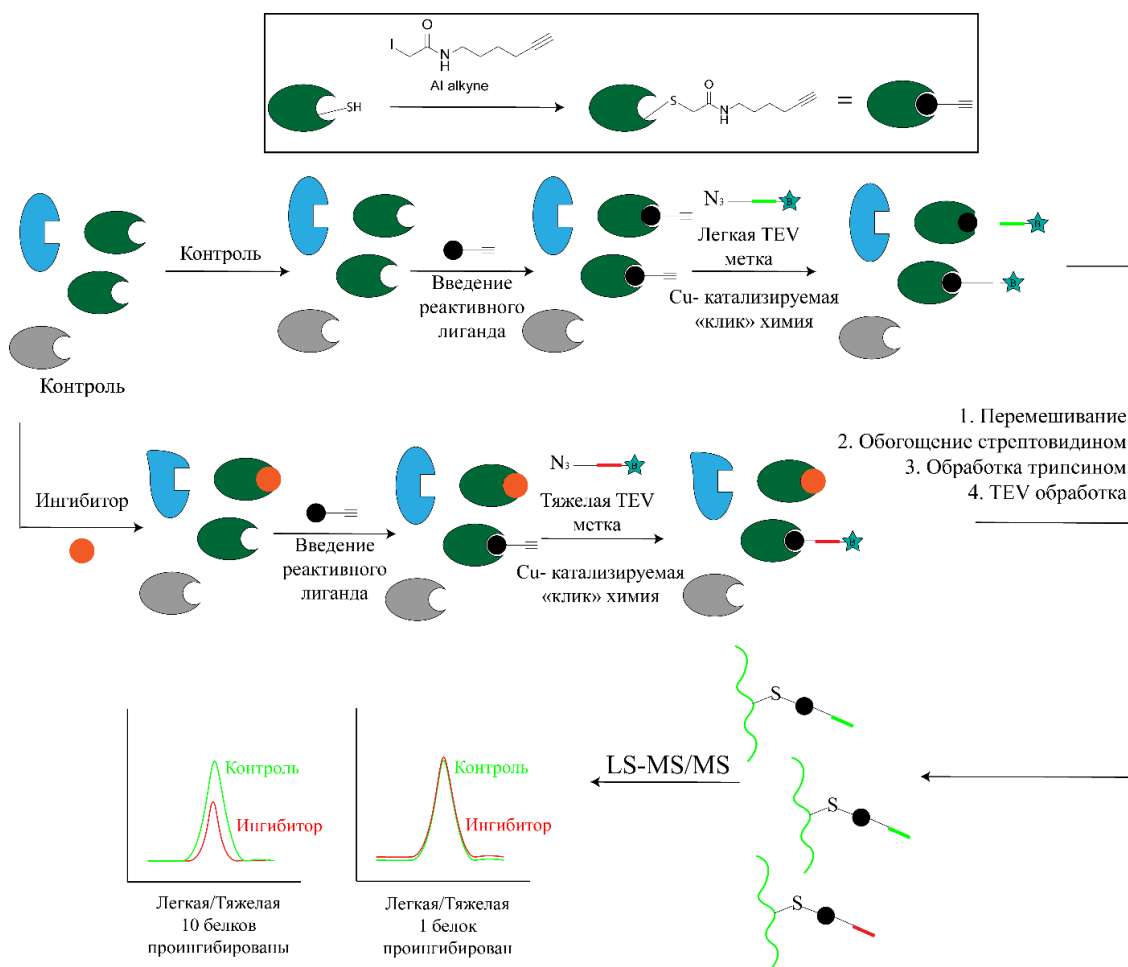 O
I
N
H
AI alkyne
SH
S
O
N
H
=
Контроль
Введение
реактивного
лиганда
N₃
B
Легкая TEV
метка
Cu- катализируемая
«клик» химия
B
B
Контроль
1. Перемешивание
2. Обогощение стрептовидином
3. Обработка трипсином
4. TEV обработка
Ингибитор
Введение
реактивного
лиганда
N₃
B
Тяжелая TEV
метка
Cu- катализируемая
«клик» химия
B
S
S
S
LS-MS/MS
Контроль
Ингибитор
Легкая/Тяжелая
10 белков
проингибированы
Контроль
Ингибитор
Легкая/Тяжелая
1 белок
проингибирован